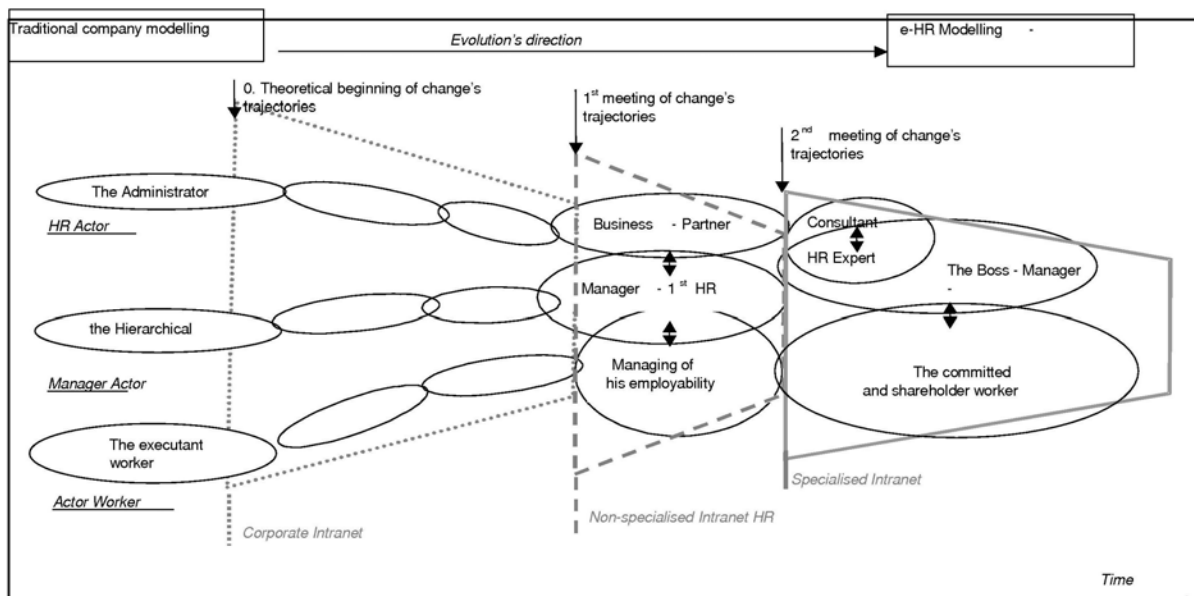 Traditional company modelling
Evolution's direction
e-HR Modelling -
0. Theoretical beginning of change's
trajectories
1st meeting of change's
trajectories
2nd meeting of change's
trajectories
The Administrator
HR Actor
Business - Partner
Consultant
HR Expert
The Boss - Manager
-
the Hierarchical
Manager Actor
Manager - 1st HR
Managing of
his employability
The committed
and shareholder worker
The executant
worker
Actor Worker
Corporate Intranet
Non-specialised Intranet HR
Specialised Intranet
Time